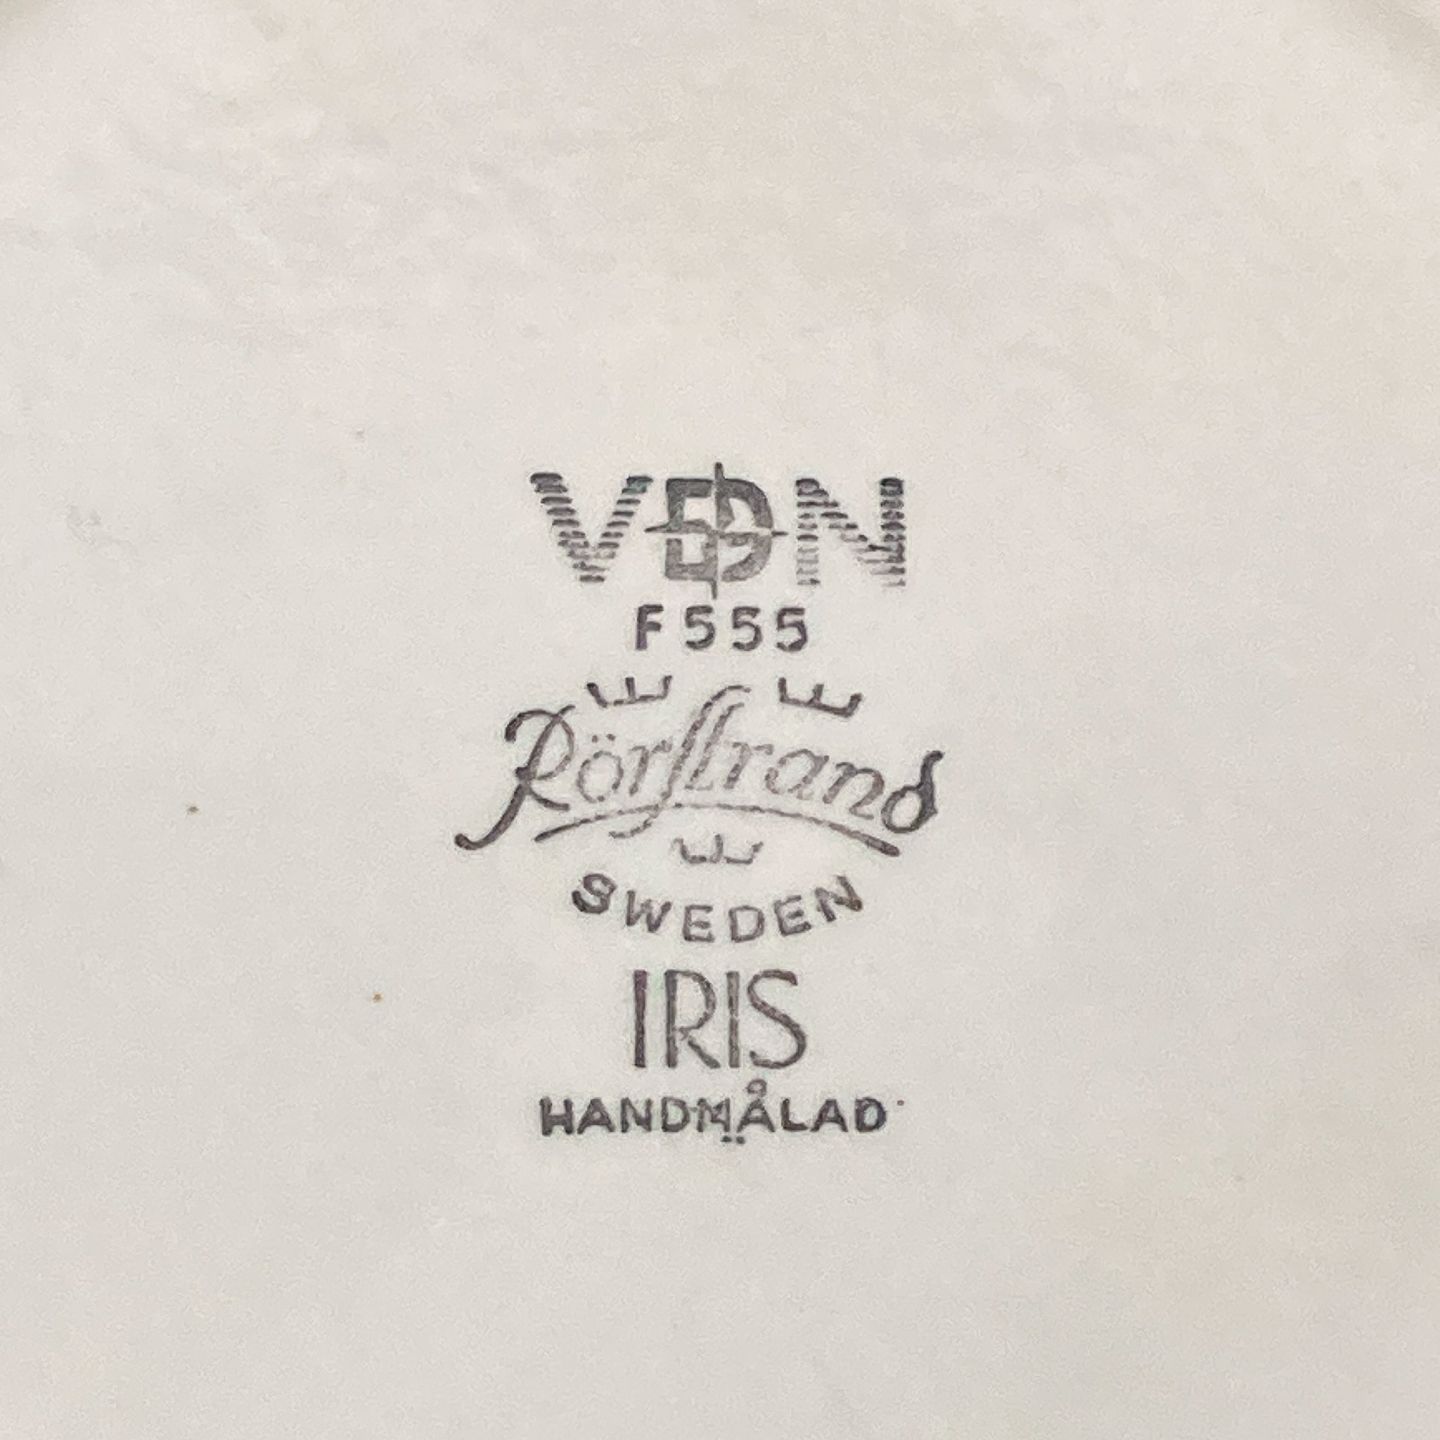 VDN
F555
Rörstrand
SWEDEN
IRIS
HANDMÅLAD